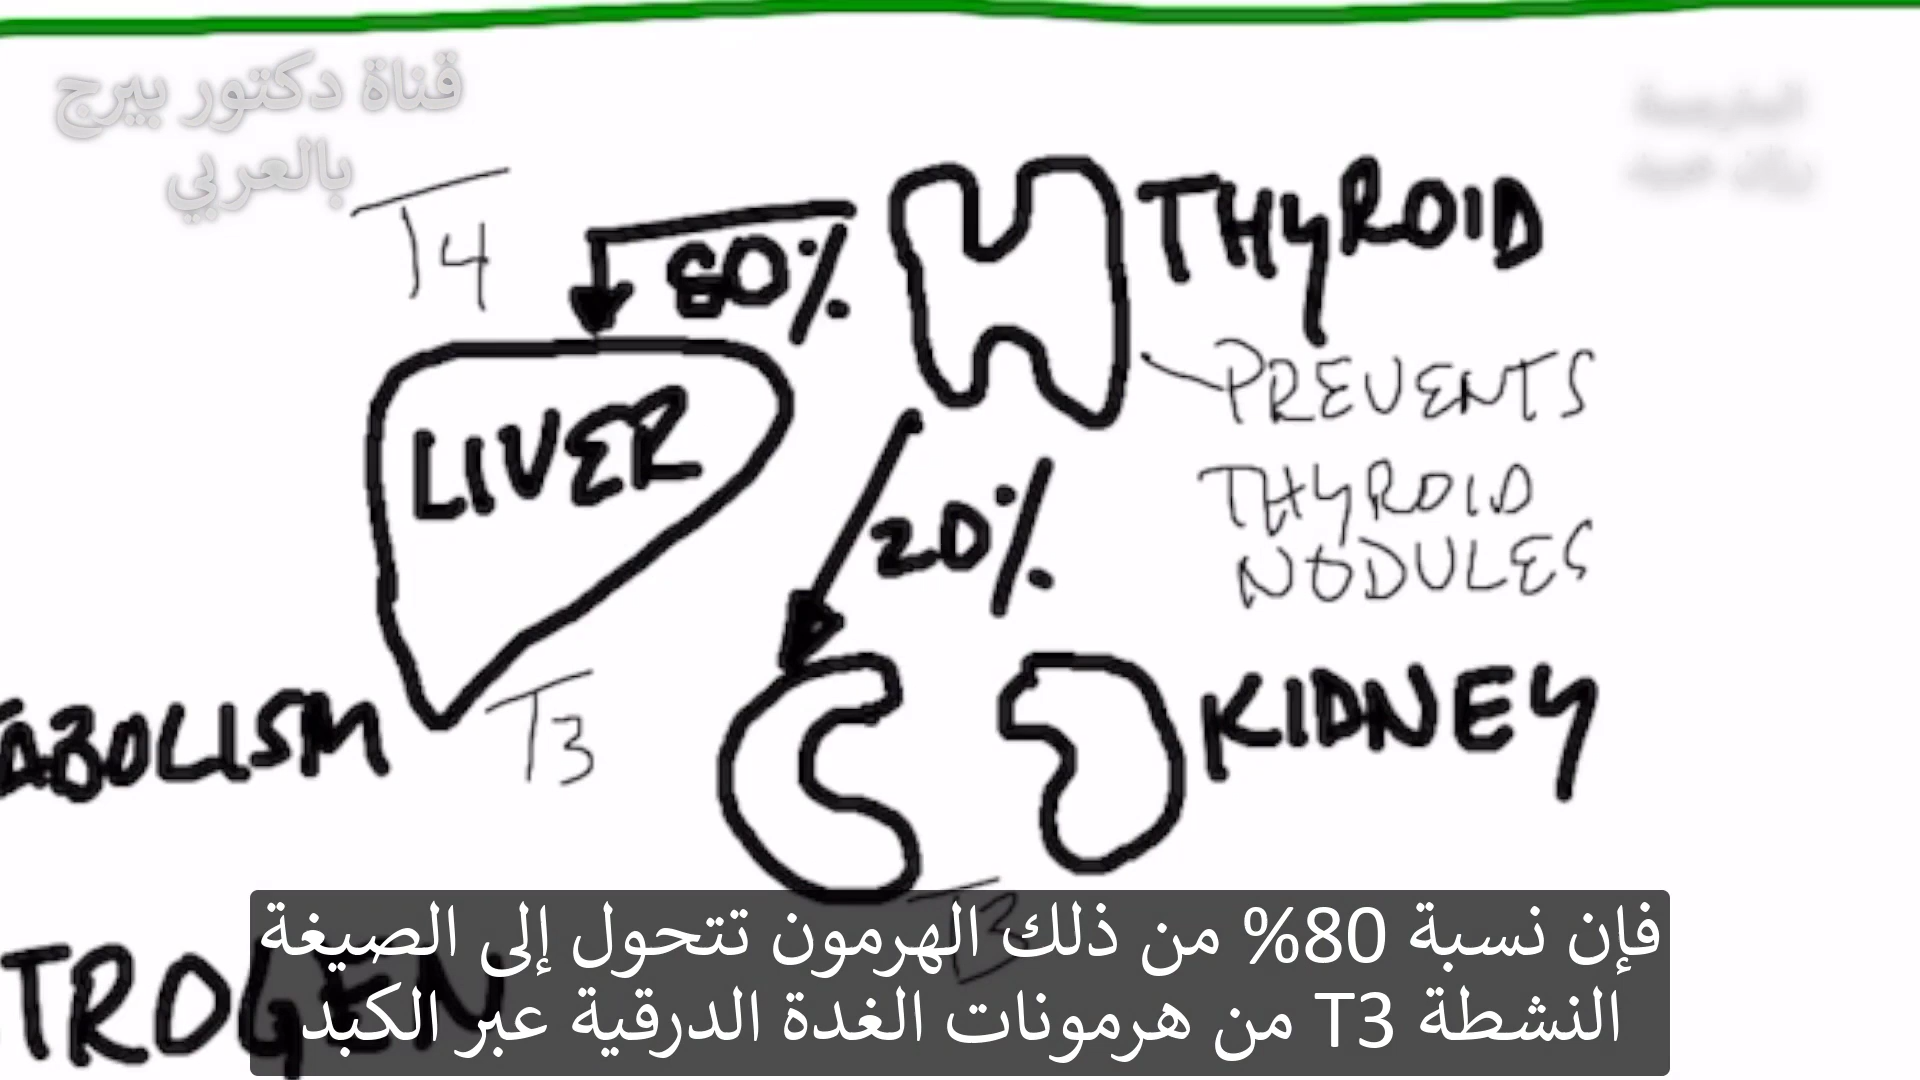 قناة دكتور بيرج
بالعربي
T4
80%
THYROID
LIVER
PREVENTS
THYROID
NODULES
20%
T3
ABOLISM
KIDNEY
T3
TROGEN
فإن نسبة 80% من ذلك الهرمون تتحول إلى الصيغة
النشطة T3 من هرمونات الغدة الدرقية عبر الكبد